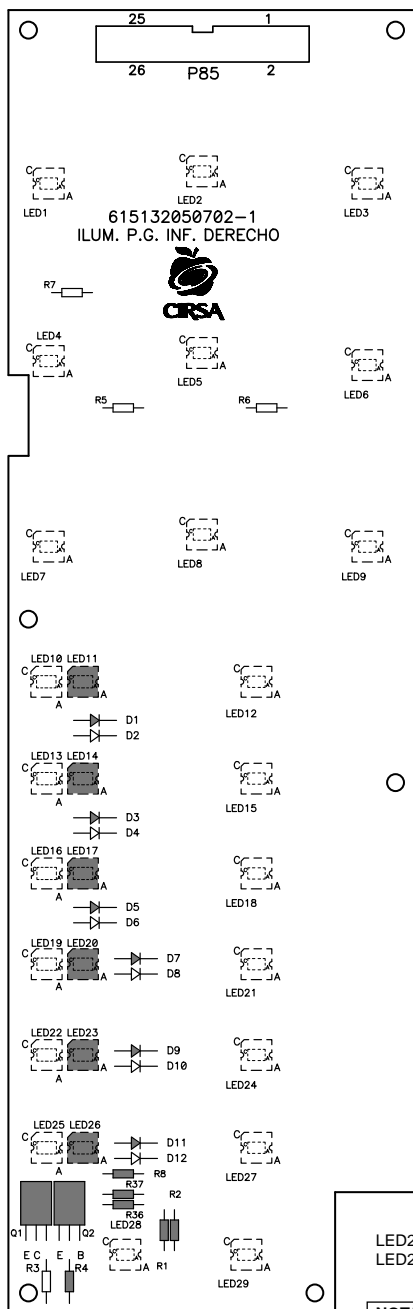 25 1
26 P85 2
C A LED1
C LED2 A
C A LED3
615132050702-1
ILUM. P.G. INF. DERECHO
R7
CIRSA
LED4 C A
C A LED5
C A LED6
R5 R6
C A LED7
C A LED8
C A LED9
LED10 LED11
C A A
C A LED12
D1
D2
LED13 LED14
C A A
C A LED15
D3
D4
LED16 LED17
C A A
C A LED18
D5
D6
LED19 LED20
C A A
D7
D8
C A LED21
LED22 LED23
C A A
D9
D10
C A LED24
LED25 LED26
C A A
D11
D12
C A LED27
R8
R37
R36
R2
Q1 Q2
LED28
E C E B
C A
R1
C A LED29
R3 R4
LED2
LED2